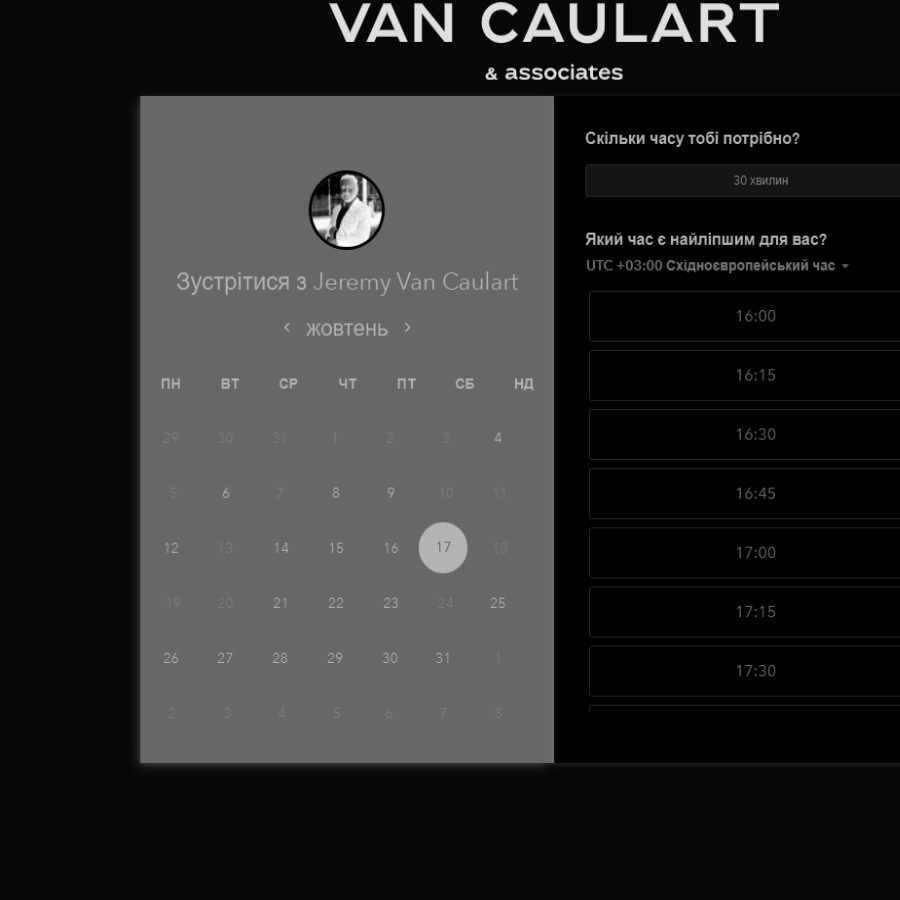 VAN CAULART
& associates
Зустрітися з Jeremy Van Caulart
жовтень
ПН ВТ СР ЧТ ПТ СБ НД
29 30 31 1 2 3 4
5 6 7 8 9 10 11
12 13 14 15 16 17 18
19 20 21 22 23 24 25
26 27 28 29 30 31 1
2 3 4 5 6 7 8
Скільки часу тобі потрібно?
30 хвилин
Який час є найліпшим для вас?
UTC +03:00 Східноєвропейський час
16:00
16:15
16:30
16:45
17:00
17:15
17:30